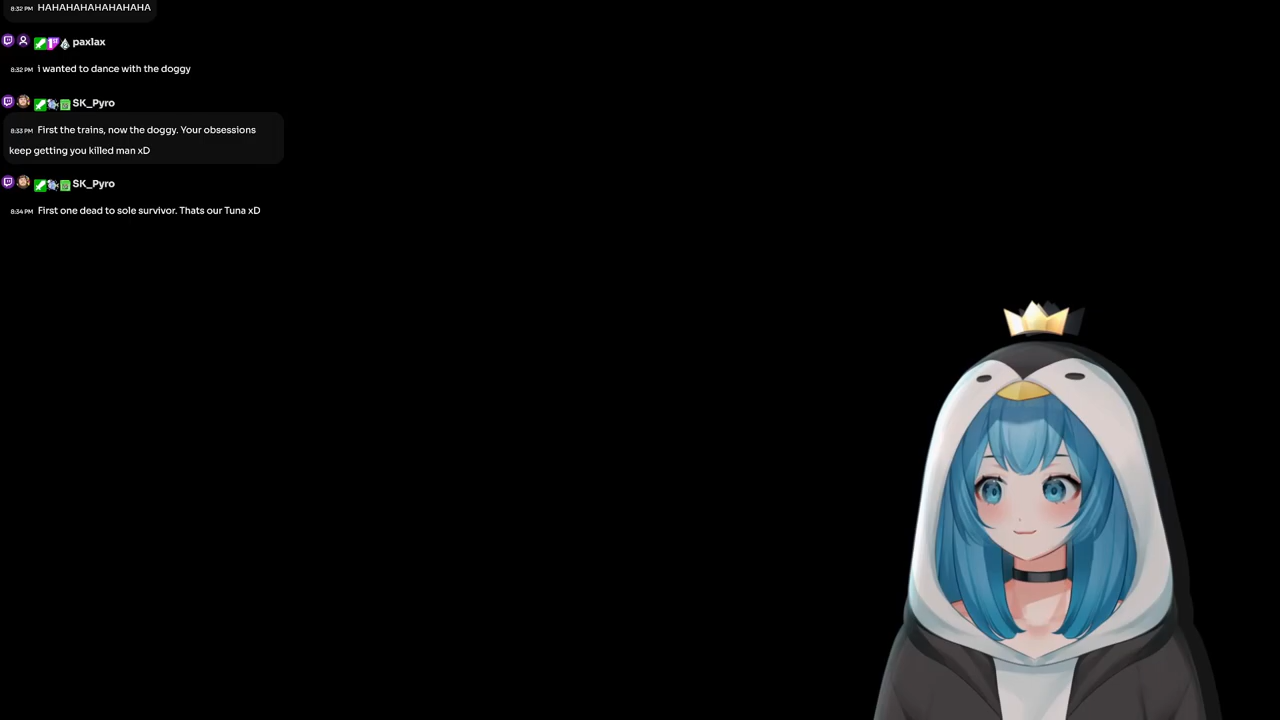 8:32 PM HAHAHAHAHAHAHAHA
paxlax
8:32 PM i wanted to dance with the doggy
SK_Pyro
8:33 PM First the trains, now the doggy. Your obsessions
keep getting you killed man xD
SK_Pyro
8:34 PM First one dead to sole survivor. Thats our Tuna xD